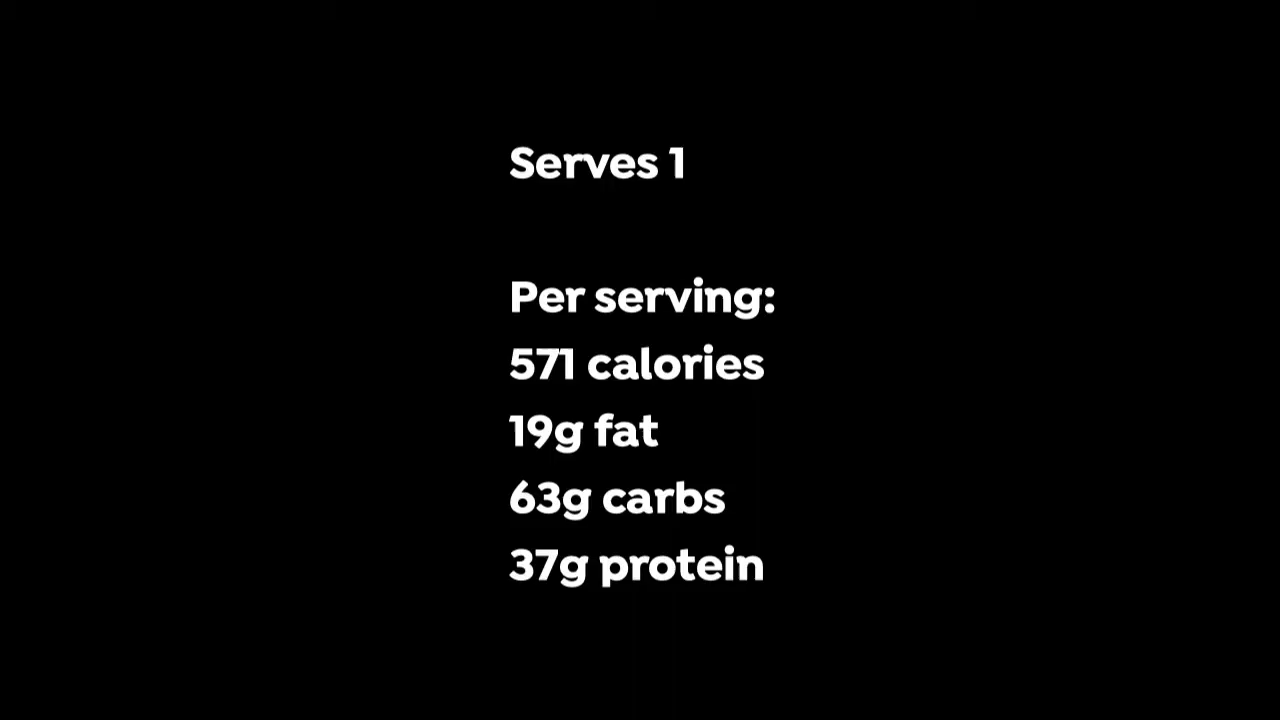 Serves 1
Per serving:
571 calories
19g fat
63g carbs
37g protein